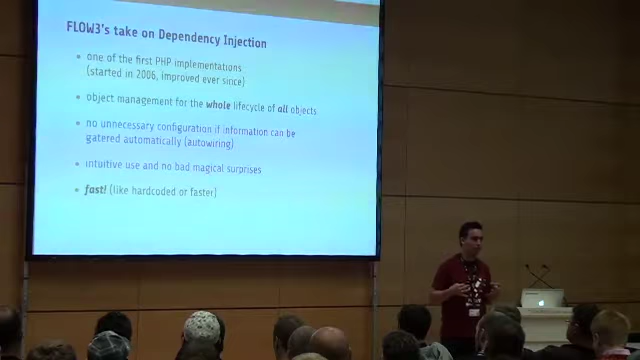 FLOW3's take on Dependency Injection
one of the first PHP implementations
(started in 2006, improved ever since)
object management for the whole lifecycle of all objects
no unnecessary configuration if information can be
gatered automatically (autowiring)
intuitive use and no bad magical surprises
fast! (like hardcoded or faster)